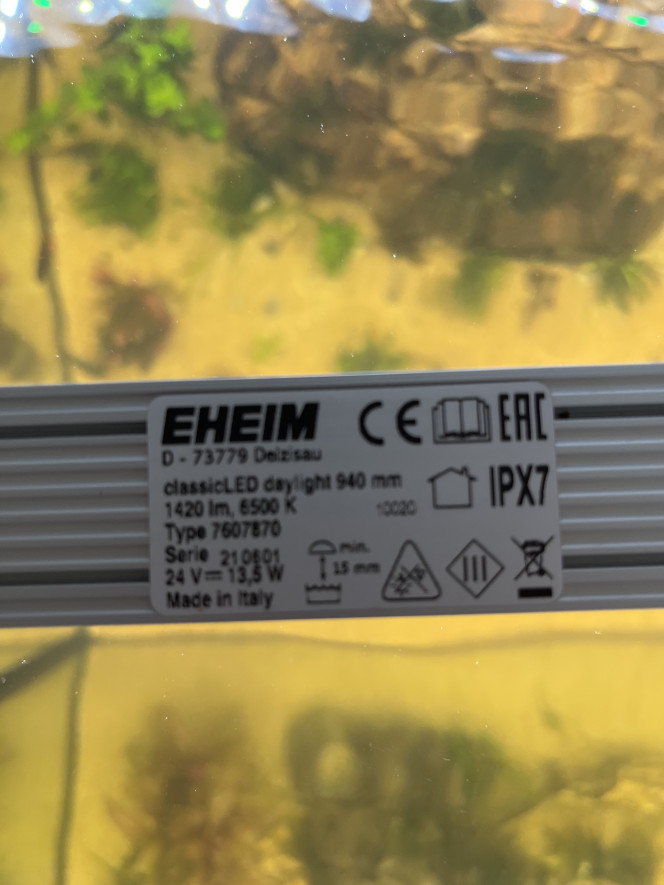 EHEIM
D - 73779 Deizisau
classicLED daylight 940 mm
1420 lm, 6500 K
10020
Type 7607870
Serie 210601
24 V⎓13,5 W
Made in Italy
CE
EAC
IPX7
min.
15 mm
III